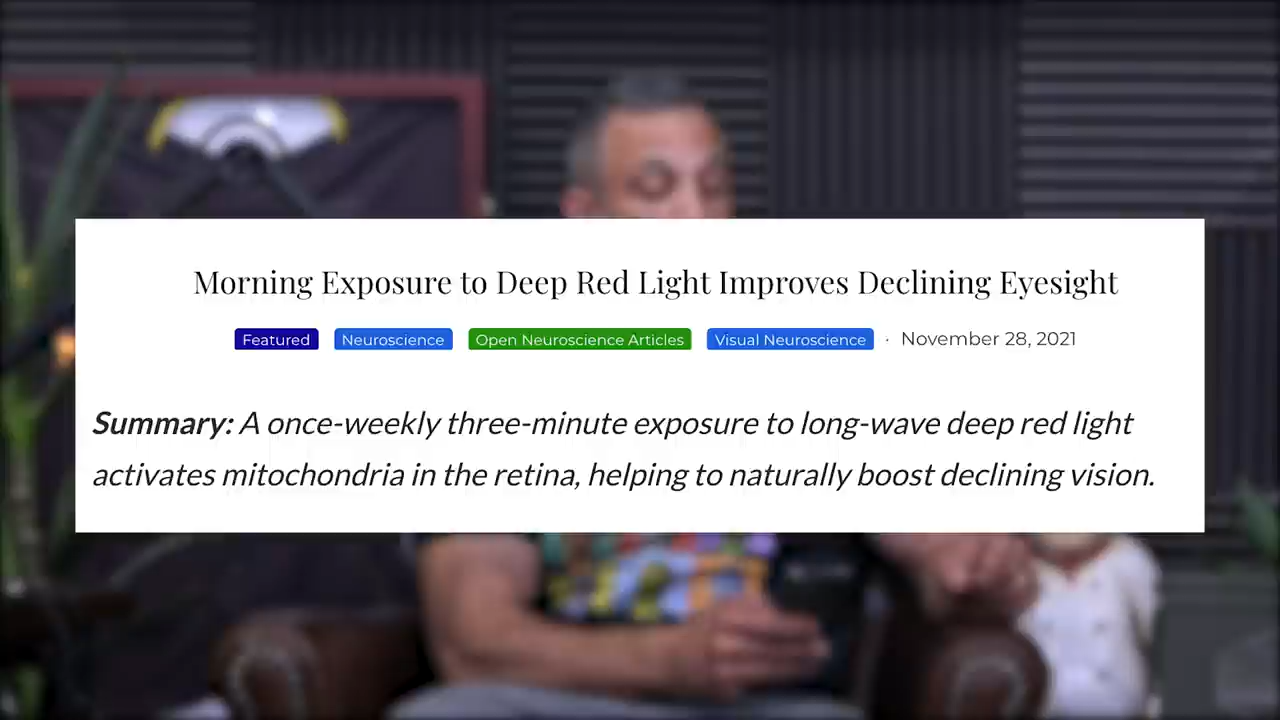 Morning Exposure to Deep Red Light Improves Declining Eyesight
Featured Neuroscience Open Neuroscience Articles Visual Neuroscience · November 28, 2021
Summary: A once-weekly three-minute exposure to long-wave deep red light
activates mitochondria in the retina, helping to naturally boost declining vision.